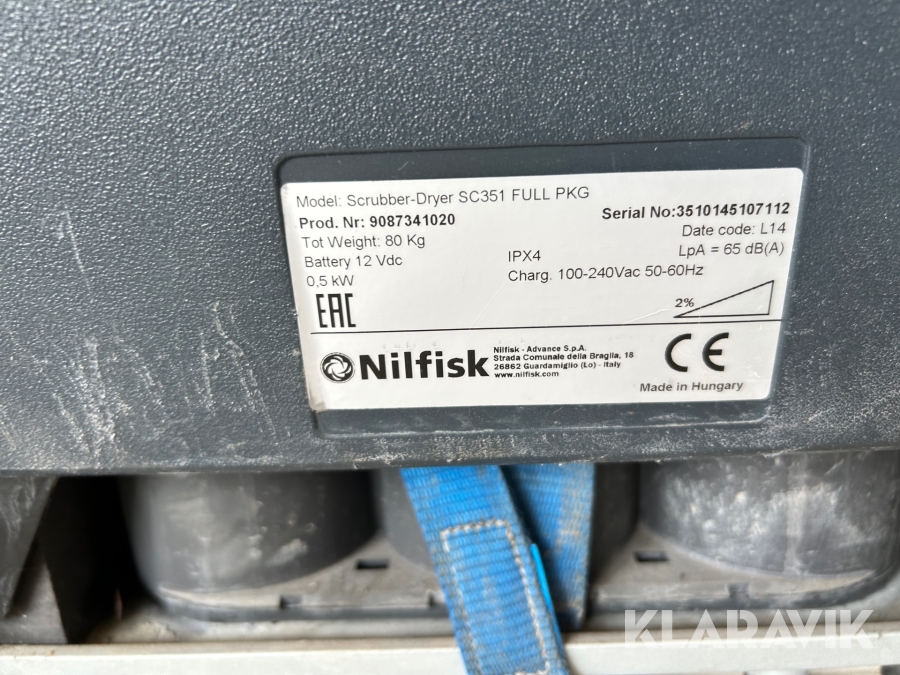 Model: Scrubber-Dryer SC351 FULL PKG
Prod. Nr: 9087341020
Serial No:3510145107112
Tot Weight: 80 Kg
Date code: L14
Battery 12 Vdc
IPX4
LpA = 65 dB(A)
0,5 kW
Charg. 100-240Vac 50-60Hz
EAC
2%
Nilfisk
Nilfisk - Advance S.p.A.
Strada Comunale della Braglia, 18
26862 Guardamiglio (Lo) - Italy
www.nilfisk.com
CE
Made in Hungary
KLARAVIK